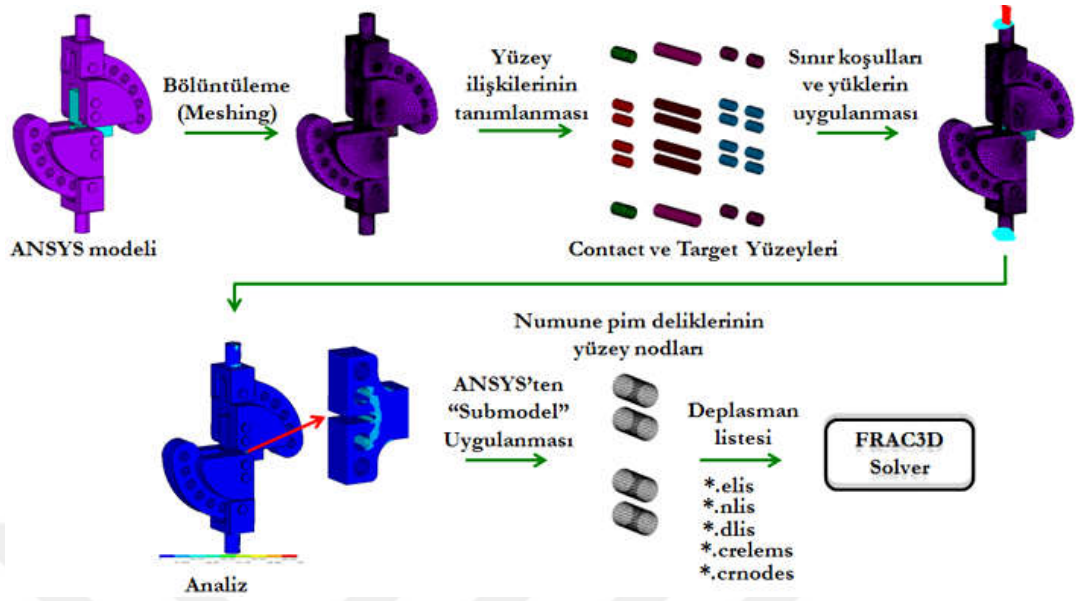 Bölüntüleme
(Meshing)
Yüzey
ilişkilerinin
tanımlanması
Sınır koşulları
ve yüklerin
uygulanması
ANSYS modeli
Contact ve Target Yüzeyleri
Numune pim deliklerinin
yüzey nodları
ANSYS'ten
“Submodel”
Uygulanması
Deplasman
listesi
*.elis
*.nlis
*.dlis
*.crelems
*.crnodes
FRAC3D
Solver
Analiz